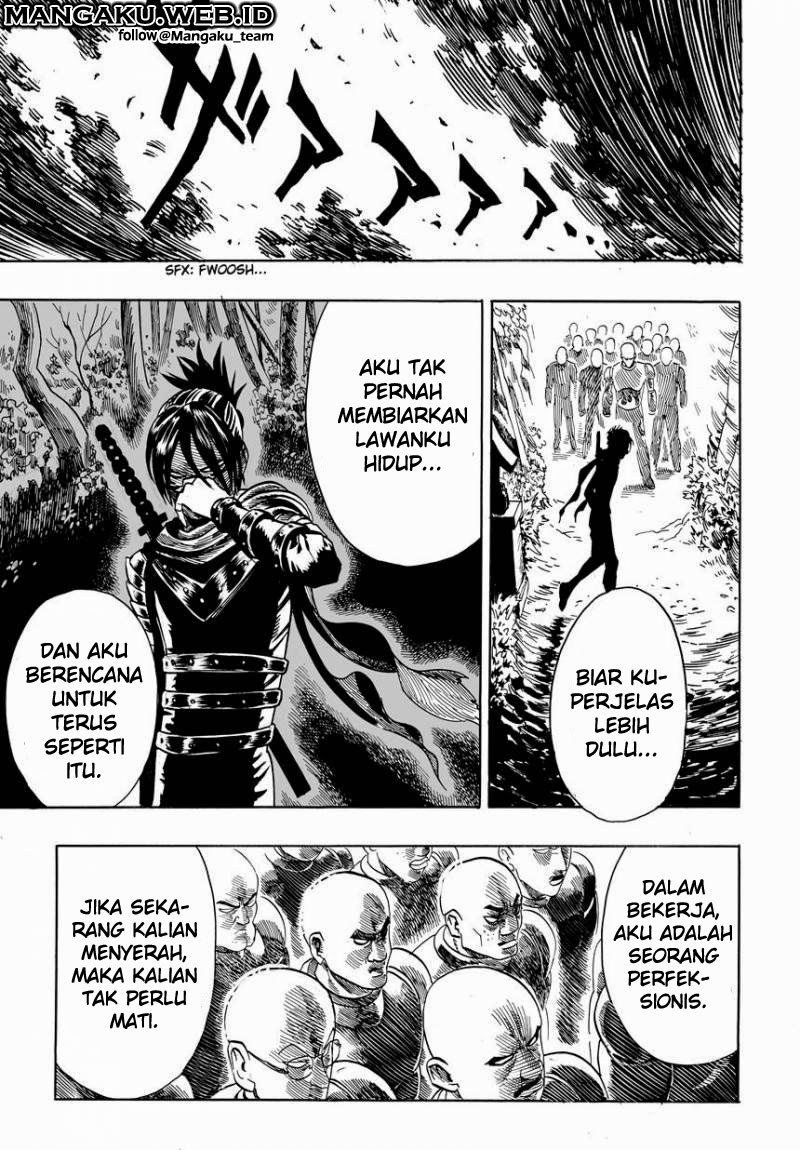 MANGAKU.WEB.ID
follow@Mangaku_team
ダァァァァ...
SFX: FWOOSH...
BIAR KU-
PERJELAS
LEBIH
DULU...
AKU TAK
PERNAH
MEMBIARKAN
LAWANKU
HIDUP...
DAN AKU
BERENCANA
UNTUK
TERUS
SEPERTI
ITU.
DALAM
BEKERJA,
AKU ADALAH
SEORANG
PERFEK-
SIONIS.
JIKA SEKA-
RANG KALIAN
MENYERAH,
MAKA KALIAN
TAK PERLU
MATI.